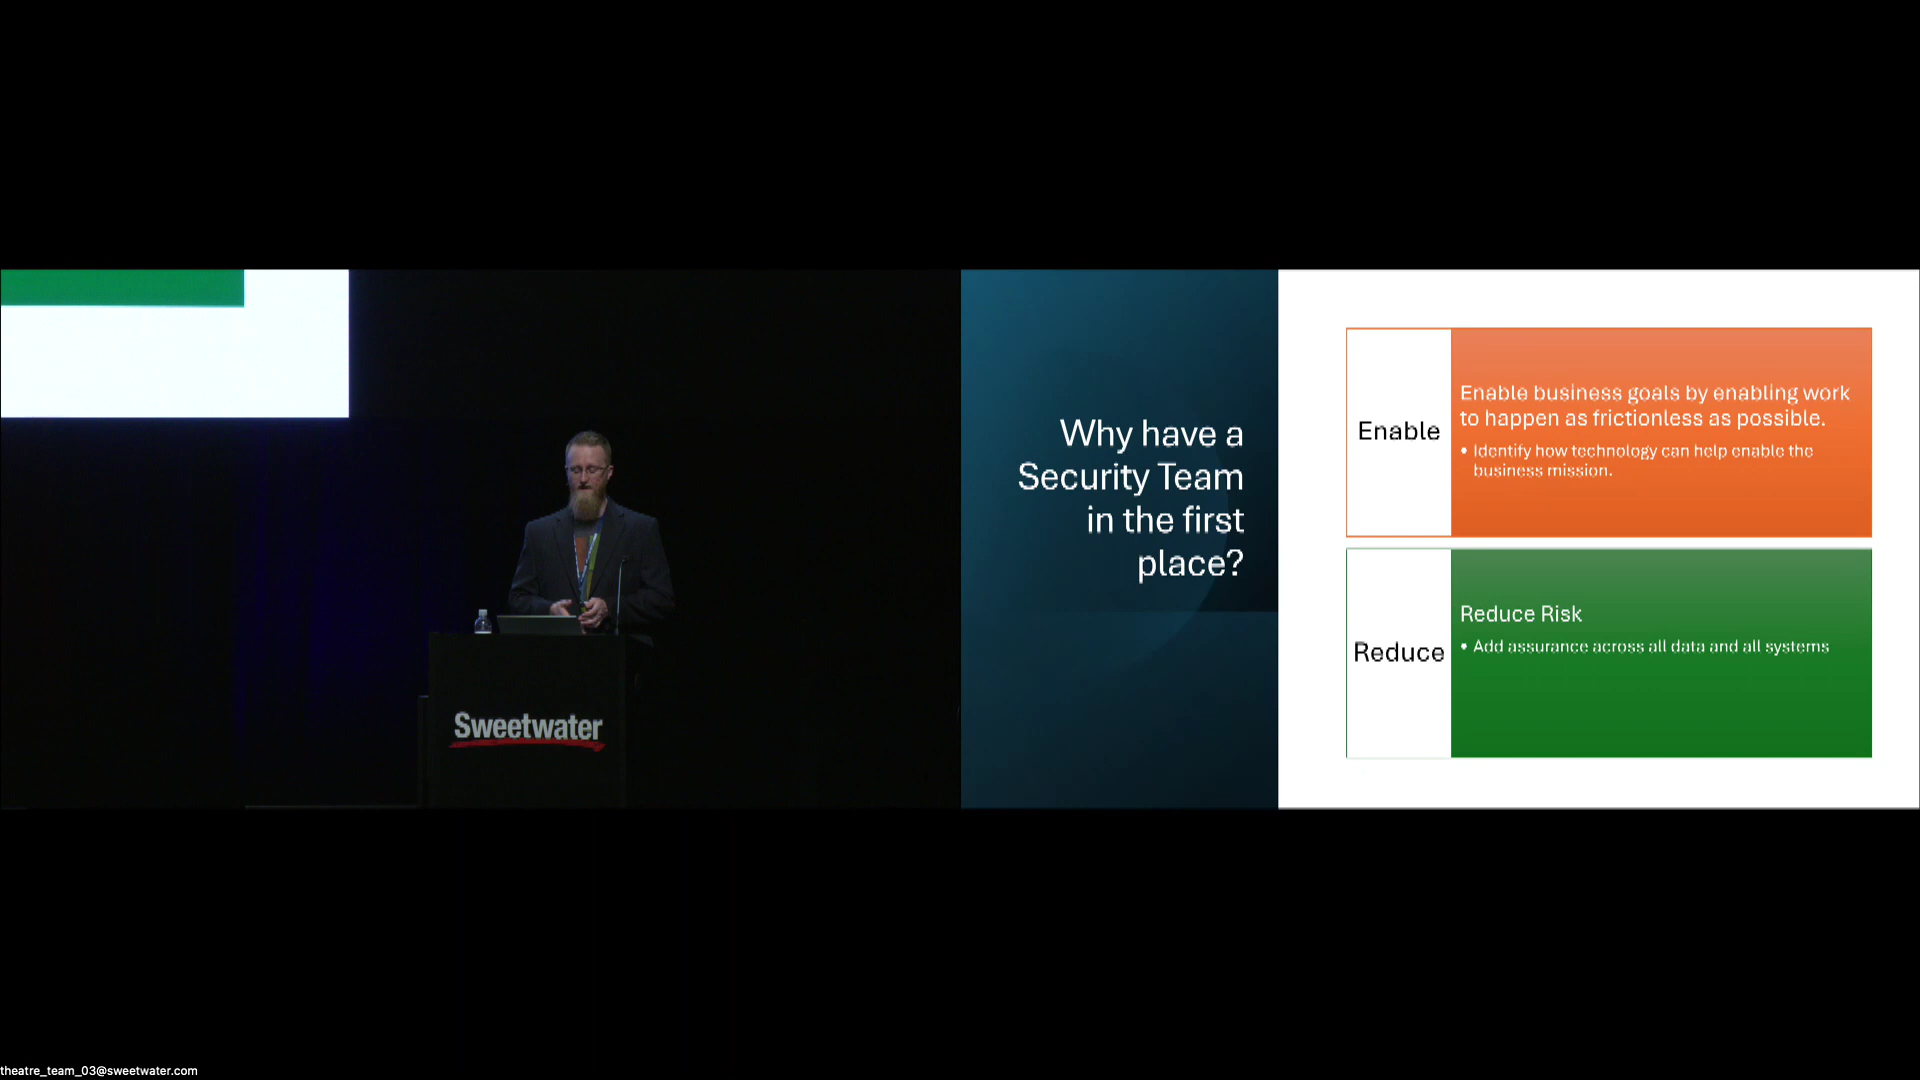 Sweetwater
Why have a
Security Team
in the first
place?
Enable
Enable business goals by enabling work
to happen as frictionless as possible.
• Identify how technology can help enable the
business mission.
Reduce
Reduce Risk
• Add assurance across all data and all systems
theatre_team_03@sweetwater.com